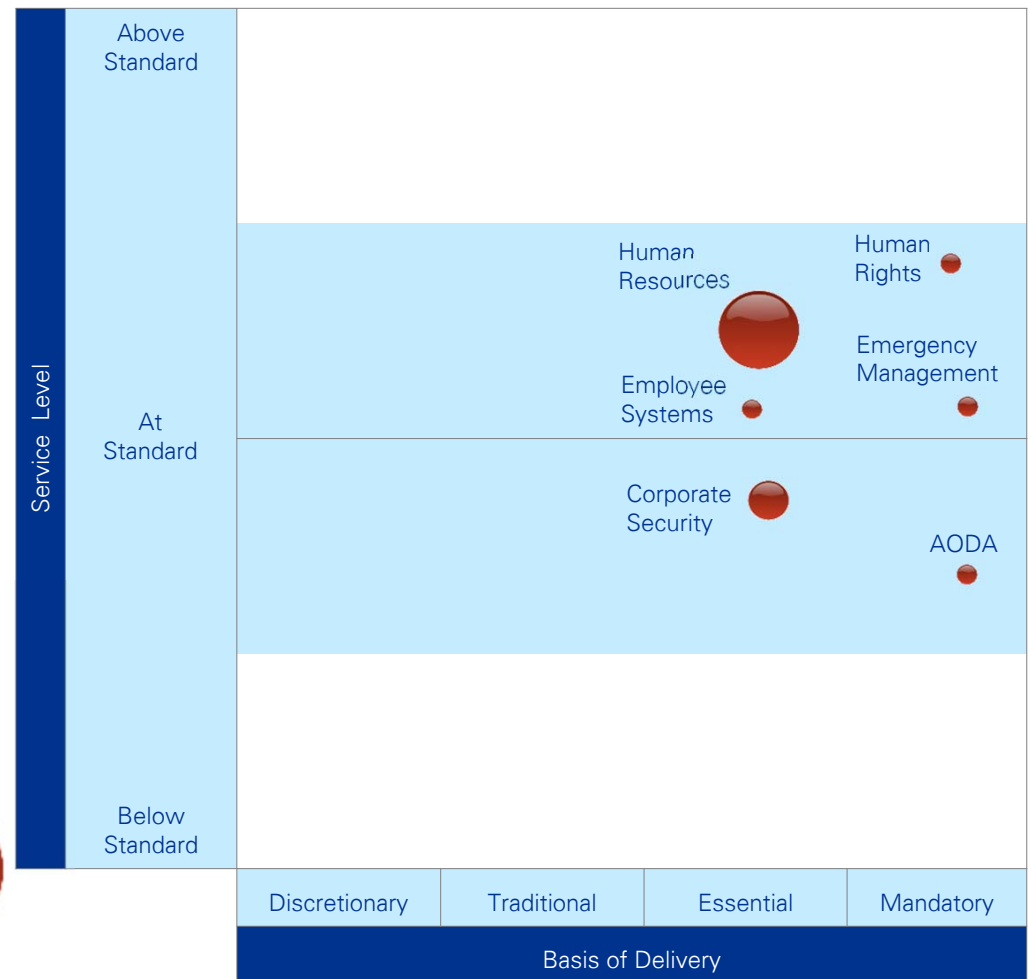 Above
Standard
Human
Resources
Human
Rights
Emergency
Management
Employee
Systems
Service Level
At
Standard
Corporate
Security
AODA
Below
Standard
Discretionary
Traditional
Essential
Mandatory
Basis of Delivery